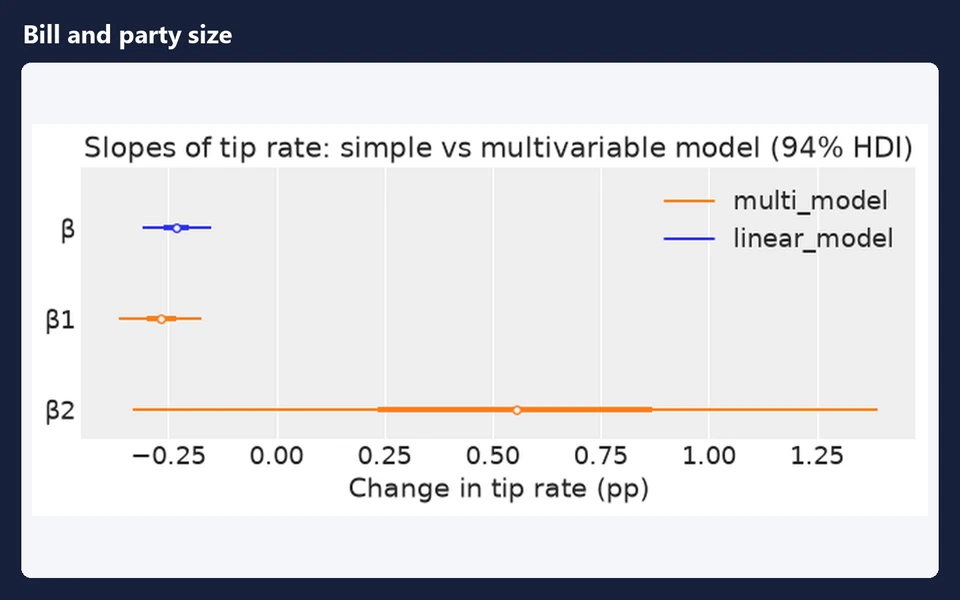 Bill and party size
Slopes of tip rate: simple vs multivariable model (94% HDI)
multi_model
linear_model
β
β1
β2
−0.25 0.00 0.25 0.50 0.75 1.00 1.25
Change in tip rate (pp)